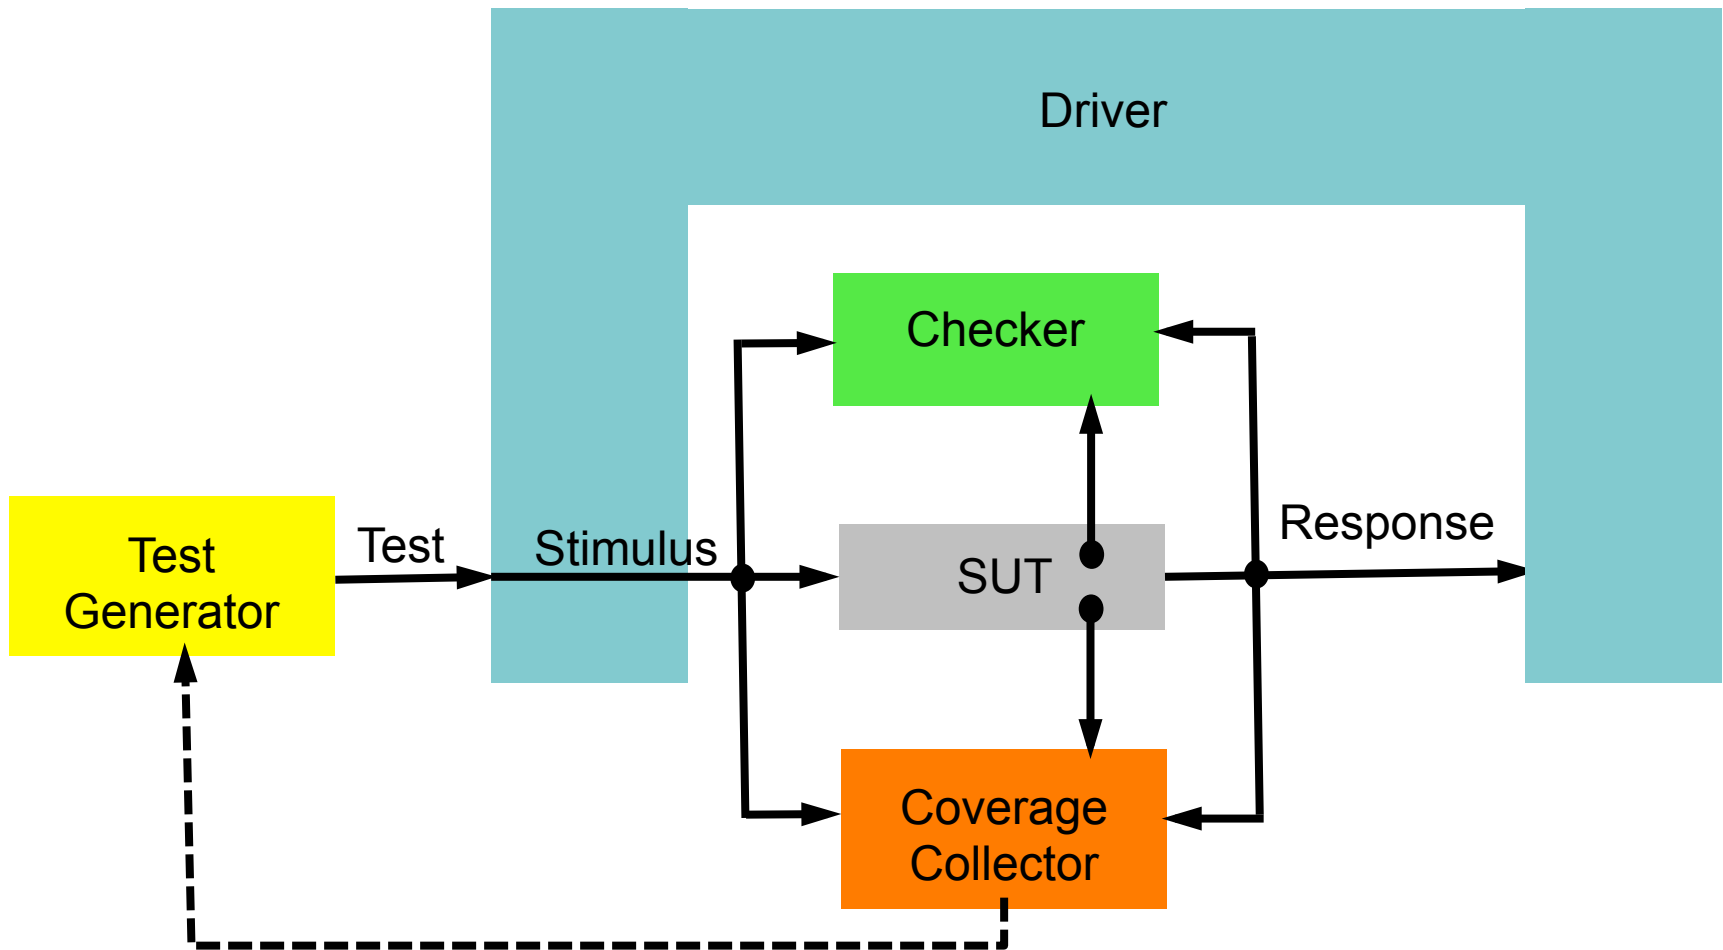 Driver
Checker
Test
Generator
Test
Stimulus
SUT
Response
Coverage
Collector